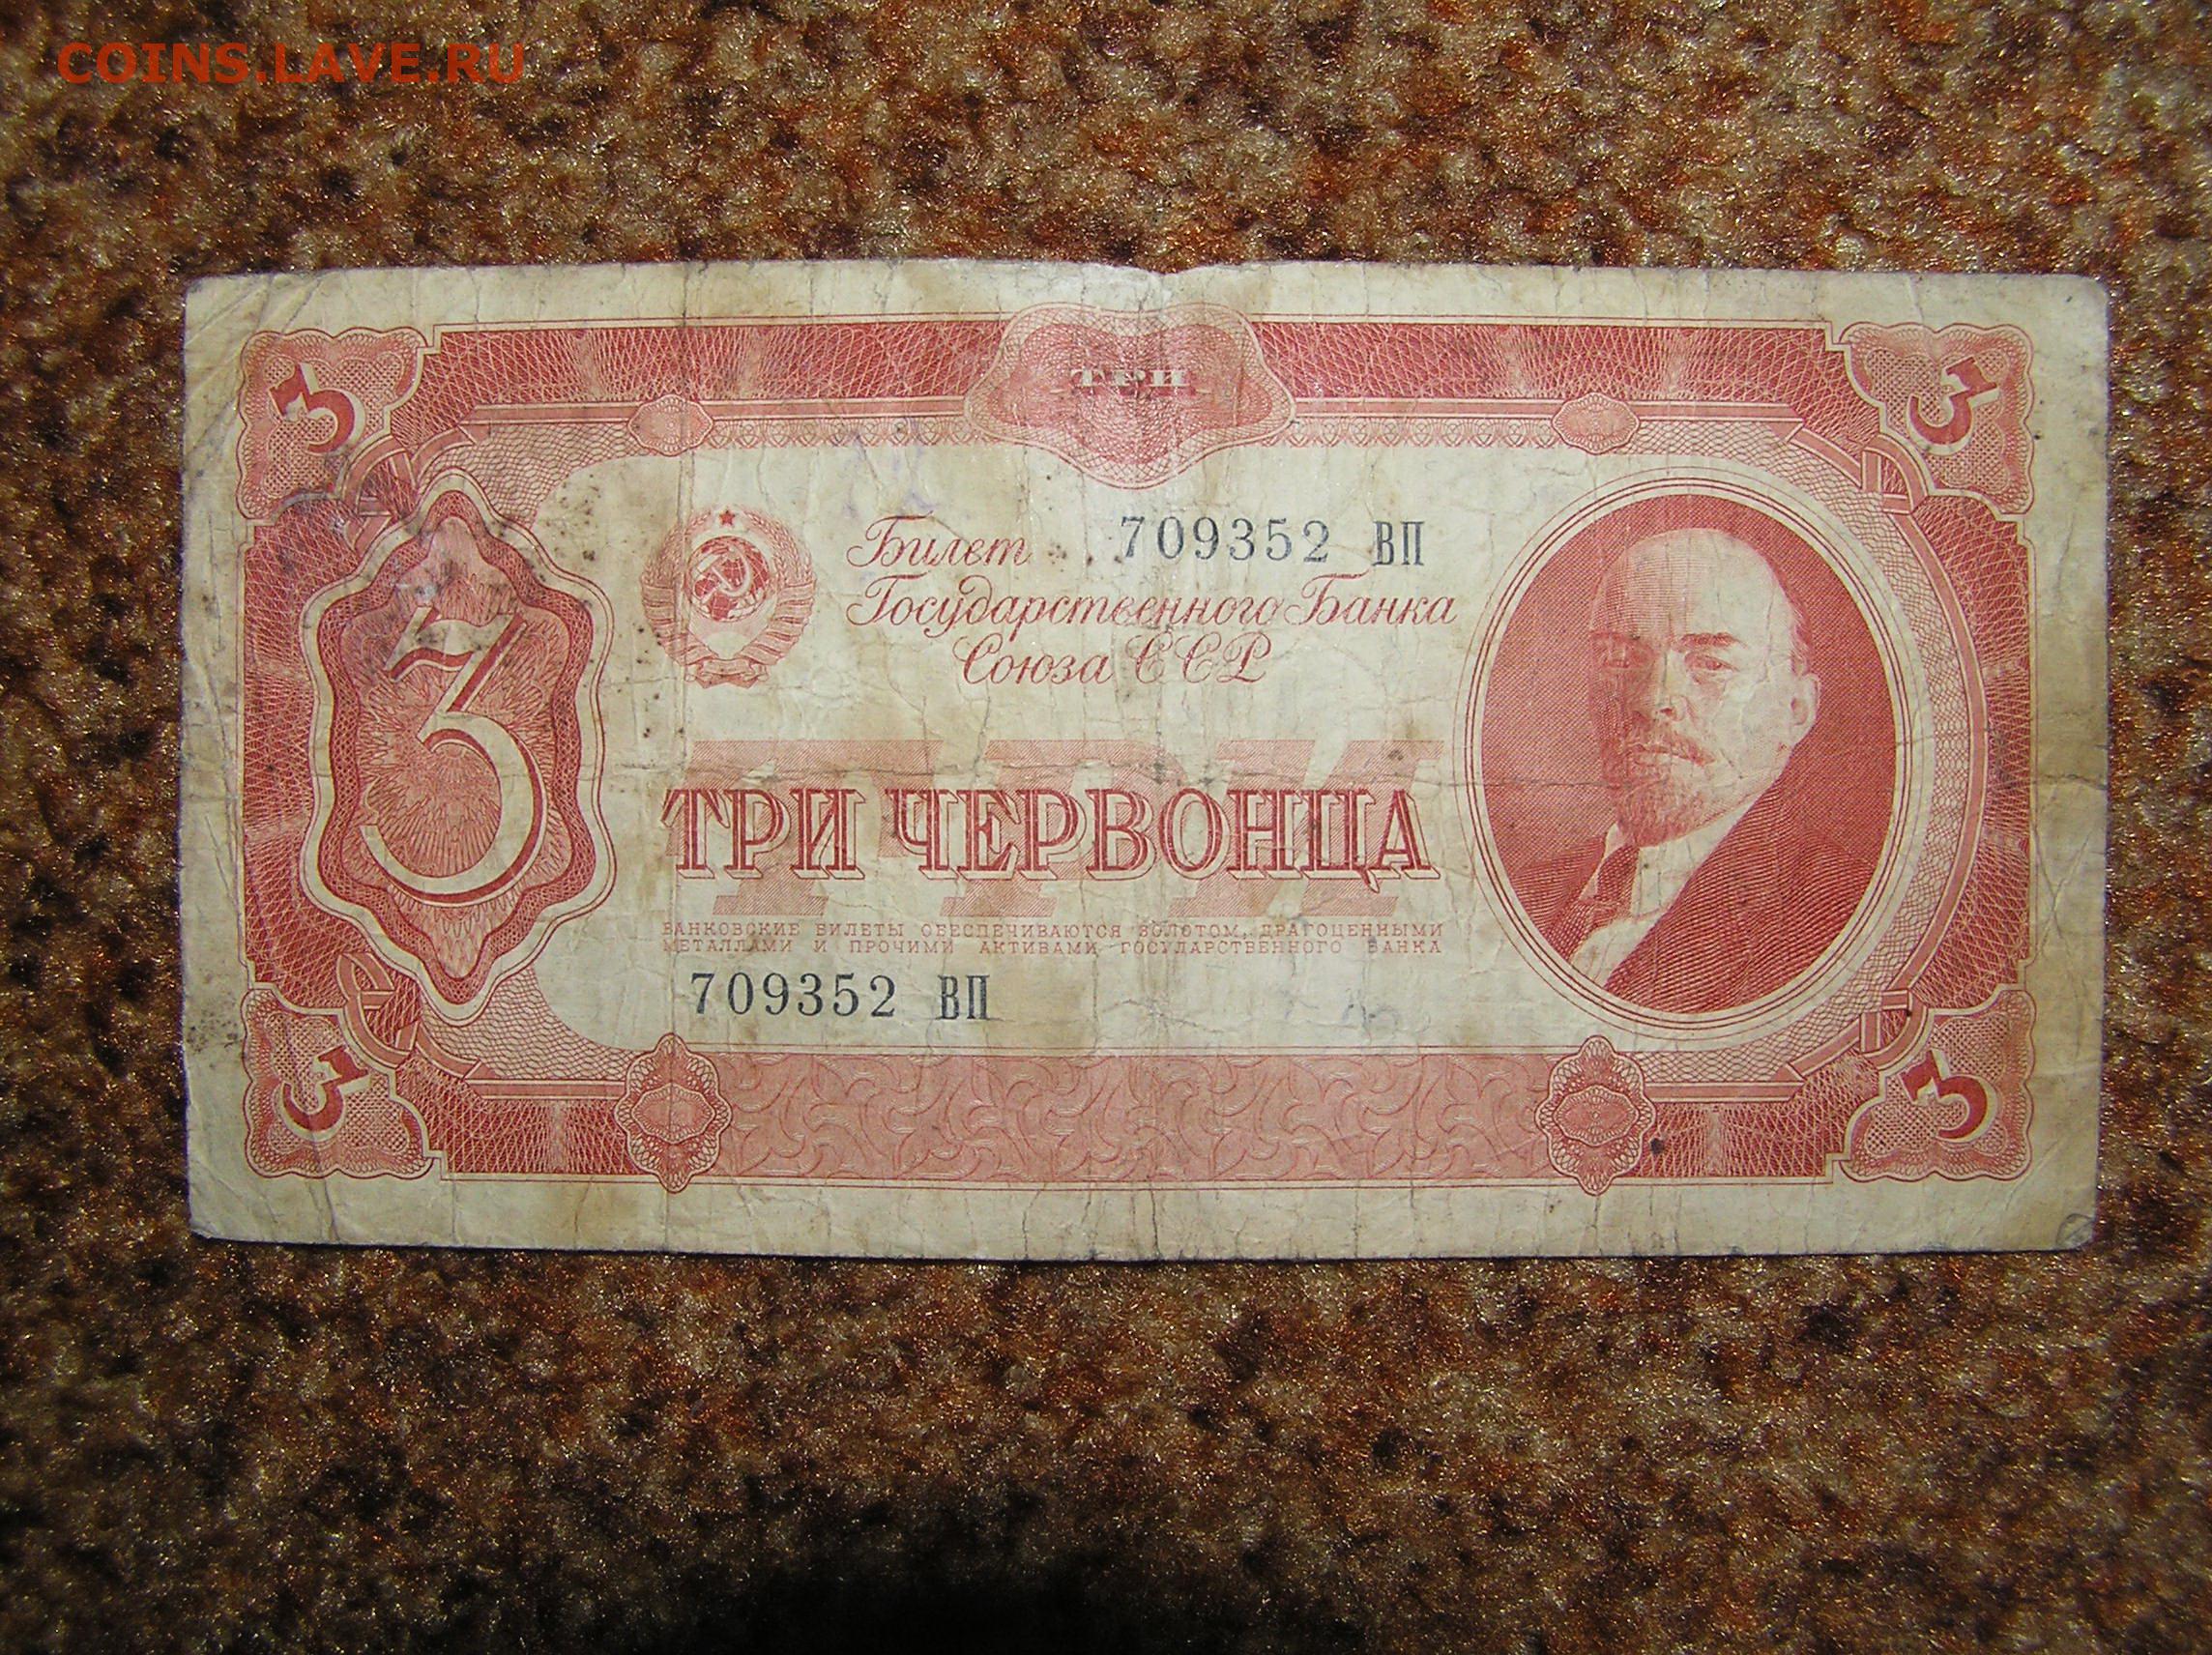 COINS.LAVE.RU
3
ТРИ
3
Билет 709352 ВП
Государственного Банка
Союза ССР
3
ТРИ
ТРИ ЧЕРВОНЦА
БАНКОВСКИЕ БИЛЕТЫ ОБЕСПЕЧИВАЮТСЯ ЗОЛОТОМ, ДРАГОЦЕННЫМИ
МЕТАЛЛАМИ И ПРОЧИМИ АКТИВАМИ ГОСУДАРСТВЕННОГО БАНКА
709352 ВП
3
3